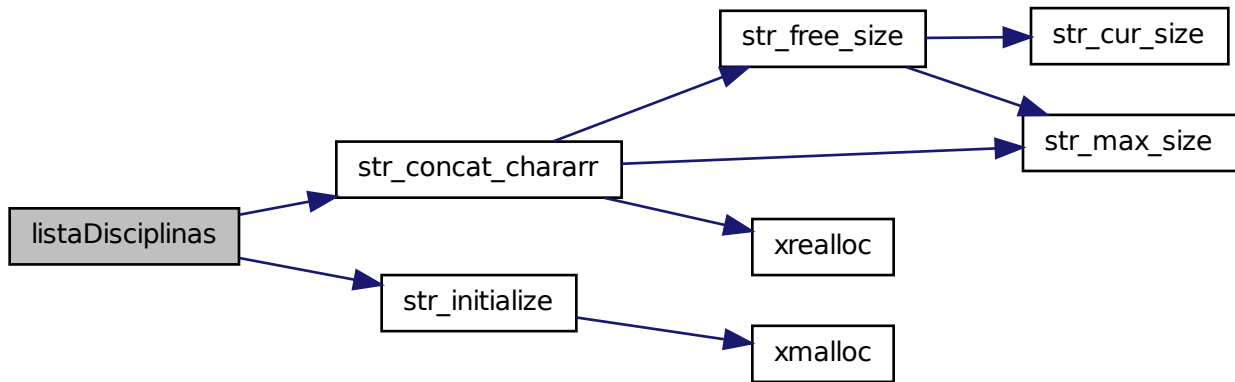 listaDisciplinas
str_concat_chararr
str_initialize
str_free_size
xrealloc
xmalloc
str_cur_size
str_max_size